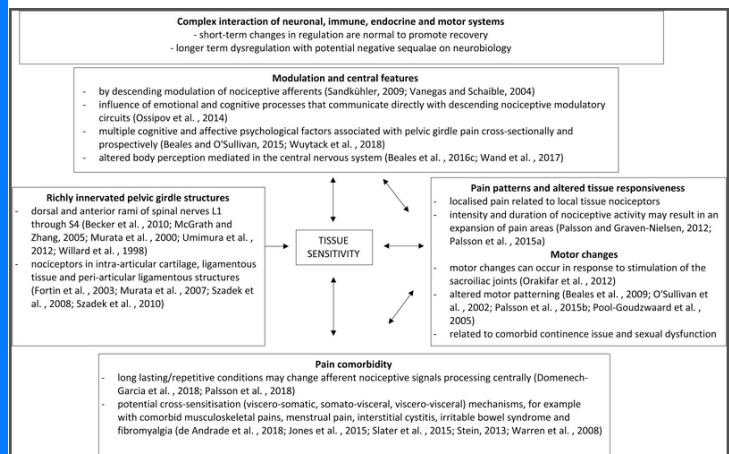 Complex interaction of neuronal, immune, endocrine and motor systems
- short-term changes in regulation are normal to promote recovery
- longer term dysregulation with potential negative sequalae on neurobiology
Modulation and central features
- by descending modulation of nociceptive afferents (Sandkühler, 2009; Vanegas and Schaible, 2004)
- influence of emotional and cognitive processes that communicate directly with descending nociceptive modulatory
circuits (Ossipov et al. , 2014)
- multiple cognitive and affective psychological factors associated with pelvic girdle pain cross-sectionally and
prospectively (Beales and O'Sullivan, 2015; Wuytack et al. , 2018)
- altered body perception mediated in the central nervous system (Beales et al. , 2016c; Wand et al. , 2017)
Richly innervated pelvic girdle structures
- dorsal and anterior rami of spinal nerves L1
through S4 (Becker et al. , 2010; McGrath and
Zhang, 2005; Murata et al. , 2000; Umimura et al. ,
2012; Willard et al. , 1998)
- nociceptors in intra-articular cartilage, ligamentous
tissue and peri-articular ligamentous structures
(Fortin et al. , 2003; Murata et al. , 2007; Szadek et
al. , 2008; Szadek et al. , 2010)
TISSUE
SENSITIVITY
Pain patterns and altered tissue responsiveness
- localised pain related to local tissue nociceptors
- intensity and duration of nociceptive activity may result in an
expansion of pain areas (Palsson and Graven-Nielsen, 2012;
Palsson et al. , 2015a)
Motor changes
- motor changes can occur in response to stimulation of the
sacroiliac joints (Orakifar et al. , 2012)
- altered motor patterning (Beales et al. , 2009; O'Sullivan et
al. , 2002; Palsson et al. , 2015b; Pool-Goudzwaard et al. ,
2005)
- related to comorbid continence issue and sexual dysfunction
Pain comorbidity
- long lasting/repetitive conditions may change afferent nociceptive signals processing centrally (Domenech-
Garcia et al. , 2018; Palsson et al. , 2018)
- potential cross-sensitisation (viscero-somatic, somato-visceral, viscero-visceral) mechanisms, for example
with comorbid musculoskeletal pains, menstrual pain, interstitial cystitis, irritable bowel syndrome and
fibromyalgia (de Andrade et al. , 2018; Jones et al. , 2015; Slater et al. , 2015; Stein, 2013; Warren et al. , 2008)